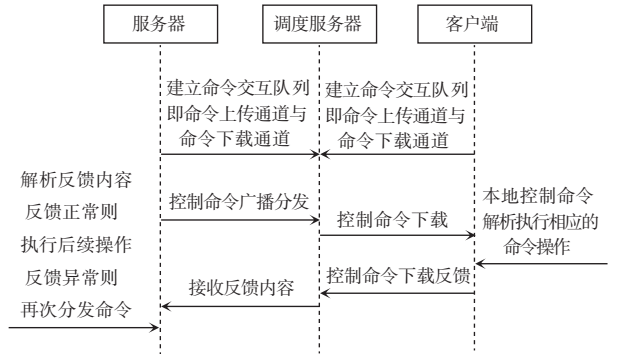 服务器
调度服务器
客户端
建立命令交互队列
即命令上传通道与
命令下载通道
建立命令交互队列
即命令上传通道与
命令下载通道
解析反馈内容
反馈正常则
执行后续操作
反馈异常则
再次分发命令
控制命令广播分发
控制命令下载
本地控制命令
解析执行相应的
命令操作
控制命令下载反馈
接收反馈内容